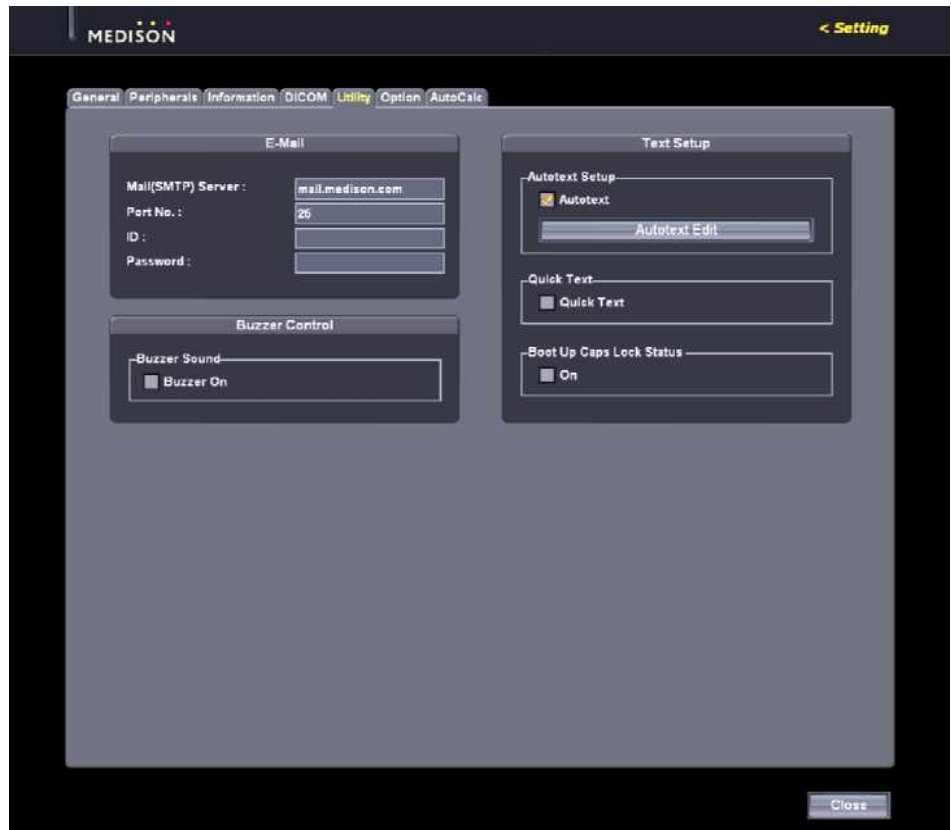 MEDISON
< Setting
General Peripherals Information DICOM Utility Option AutoCalc
E-Mail
Mail(SMTP) Server :
mail.medison.com
Port No. :
25
ID :
Password :
Buzzer Control
Buzzer Sound
Buzzer On
Text Setup
Autotext Setup
Autotext
Autotext Edit
Quick Text
Quick Text
Boot Up Caps Lock Status
On
Close